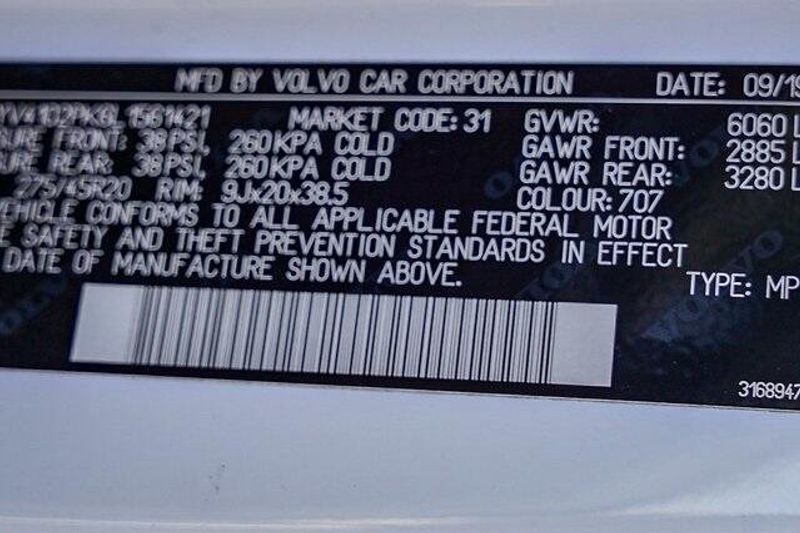 MFD BY VOLVO CAR CORPORATION DATE: 09/19
MARKET CODE: 31 GVWR: 6060 L
SURE FRONT: 38 PSI, 260 KPA COLD GAWR FRONT: 2885 L
SURE REAR: 38 PSI, 260 KPA COLD GAWR REAR: 3280 L
275/45R20 RIM: 9Jx20x38.5 COLOUR: 707
VEHICLE CONFORMS TO ALL APPLICABLE FEDERAL MOTOR
E SAFETY AND THEFT PREVENTION STANDARDS IN EFFECT
DATE OF MANUFACTURE SHOWN ABOVE.
TYPE: MP
3168947